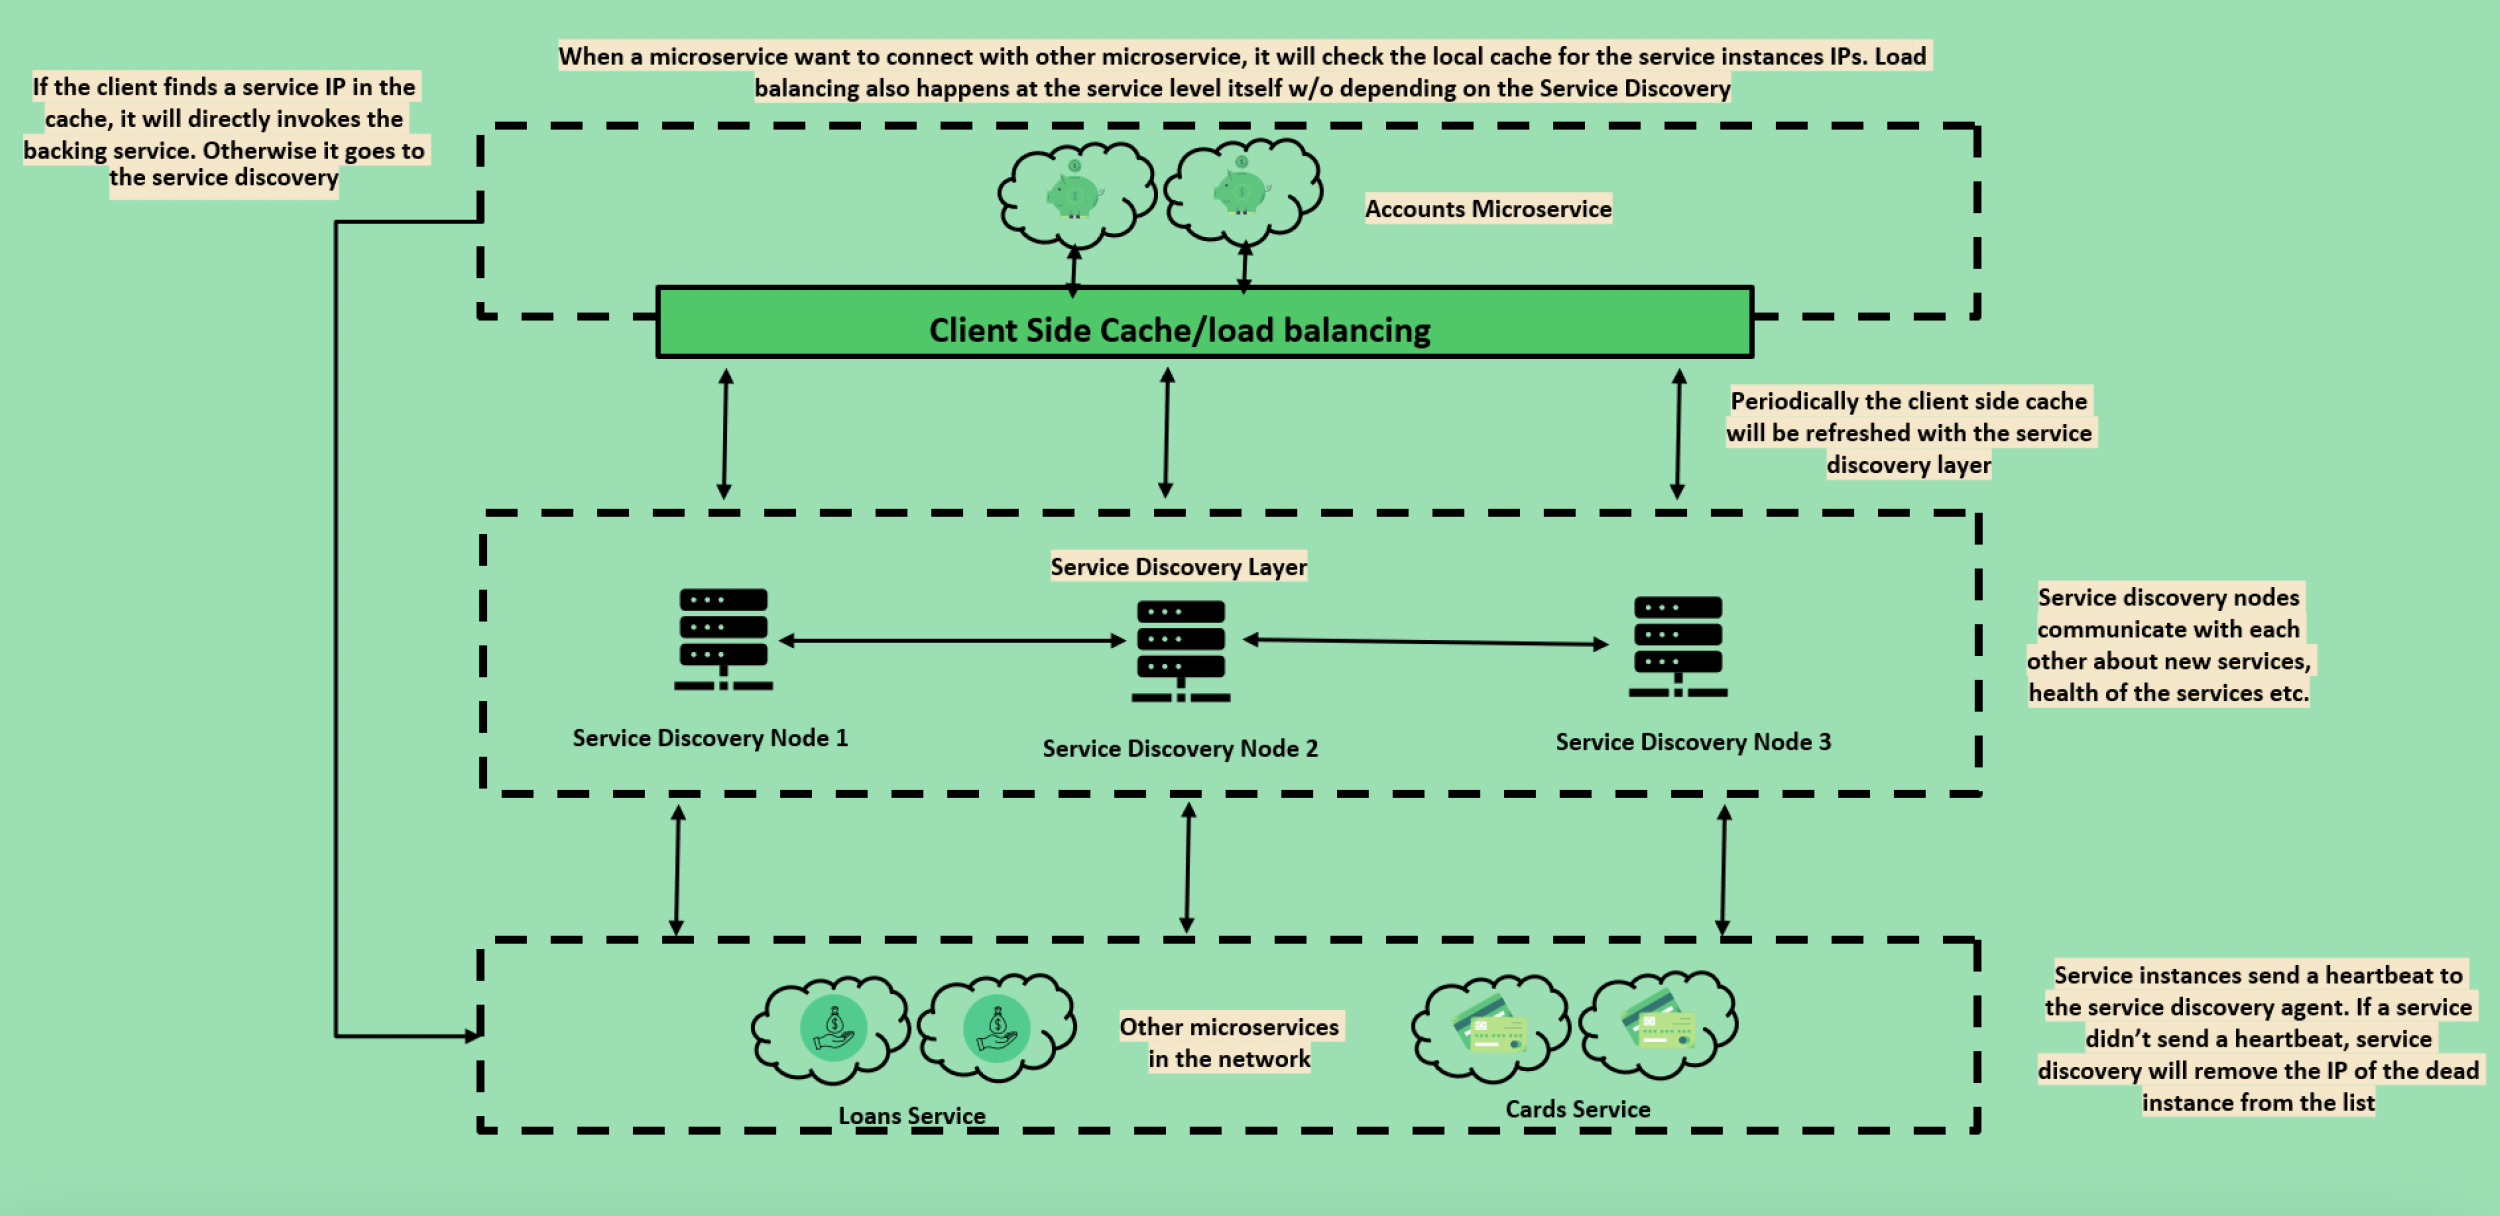 When a microservice want to connect with other microservice, it will check the local cache for the service instances IPs. Load
balancing also happens at the service level itself w/o depending on the Service Discovery
If the client finds a service IP in the
cache, it will directly invokes the
backing service. Otherwise it goes to
the service discovery
Accounts Microservice
Client Side Cache/load balancing
Periodically the client side cache
will be refreshed with the service
discovery layer
Service Discovery Layer
Service Discovery Node 1
Service Discovery Node 2
Service Discovery Node 3
Service discovery nodes
communicate with each
other about new services,
health of the services etc.
Other microservices
in the network
Loans Service
Cards Service
Service instances send a heartbeat to
the service discovery agent. If a service
didn’t send a heartbeat, service
discovery will remove the IP of the dead
instance from the list